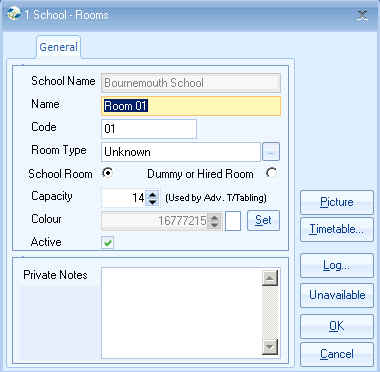 1 School - Rooms
General
School Name Bournemouth School
Name Room 01
Code 01
Room Type Unknown ...
School Room Dummy or Hired Room
Capacity 14 (Used by Adv. T/Tabling)
Colour 16777215 Set
Active
Private Notes
Picture
Timetable...
Log...
Unavailable
OK
Cancel